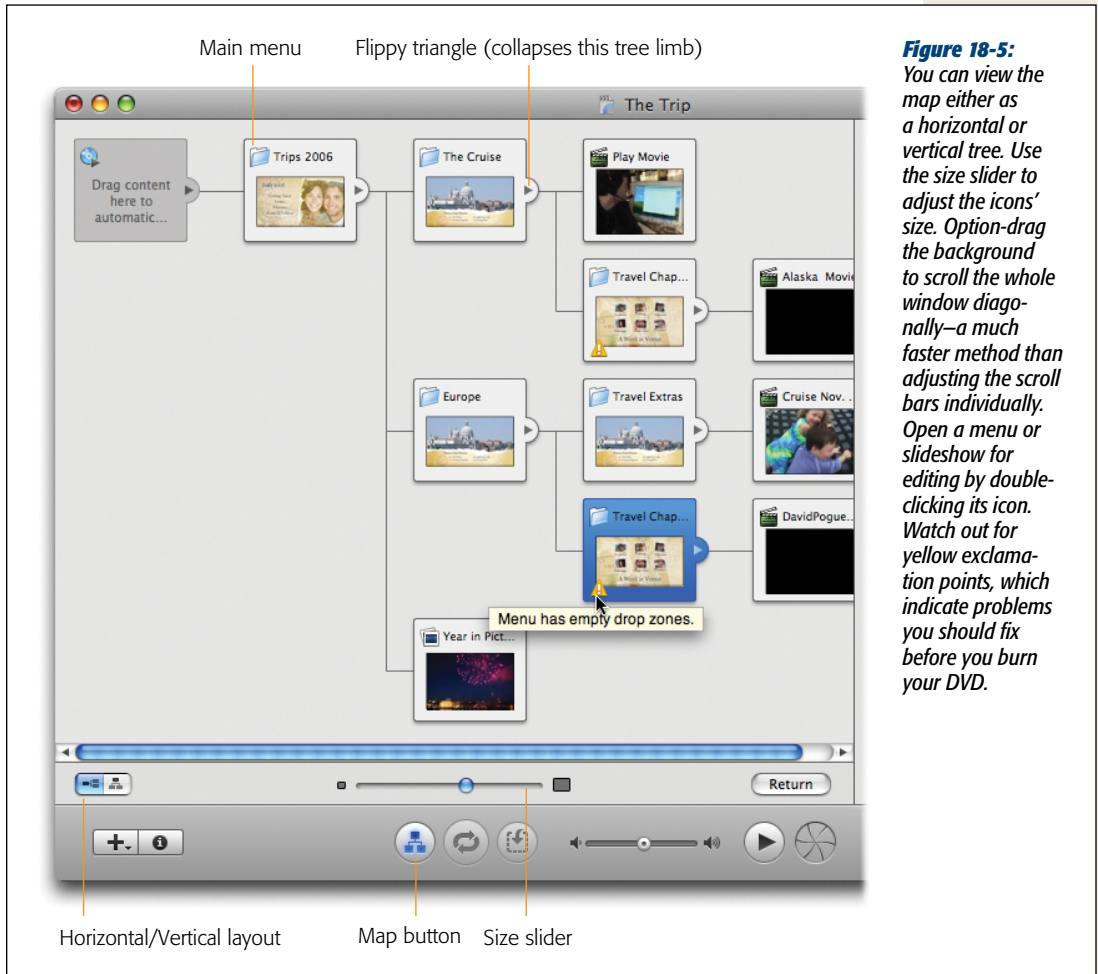 Main menu
Flippy triangle (collapses this tree limb)
The Trip
Drag content
here to
automatic...
Trips 2006
The Cruise
Play Movie
Travel Chap...
Alaska Movie
Europe
Travel Extras
Cruise Nov. .
Travel Chap...
DavidPogue..
Menu has empty drop zones.
Year in Pict...
Return
Horizontal/Vertical layout
Map button
Size slider
Figure 18-5:
You can view the
map either as
a horizontal or
vertical tree. Use
the size slider to
adjust the icons’
size. Option-drag
the background
to scroll the whole
window diago-
nally—a much
faster method than
adjusting the scroll
bars individually.
Open a menu or
slideshow for
editing by double-
clicking its icon.
Watch out for
yellow exclama-
tion points, which
indicate problems
you should fix
before you burn
your DVD.